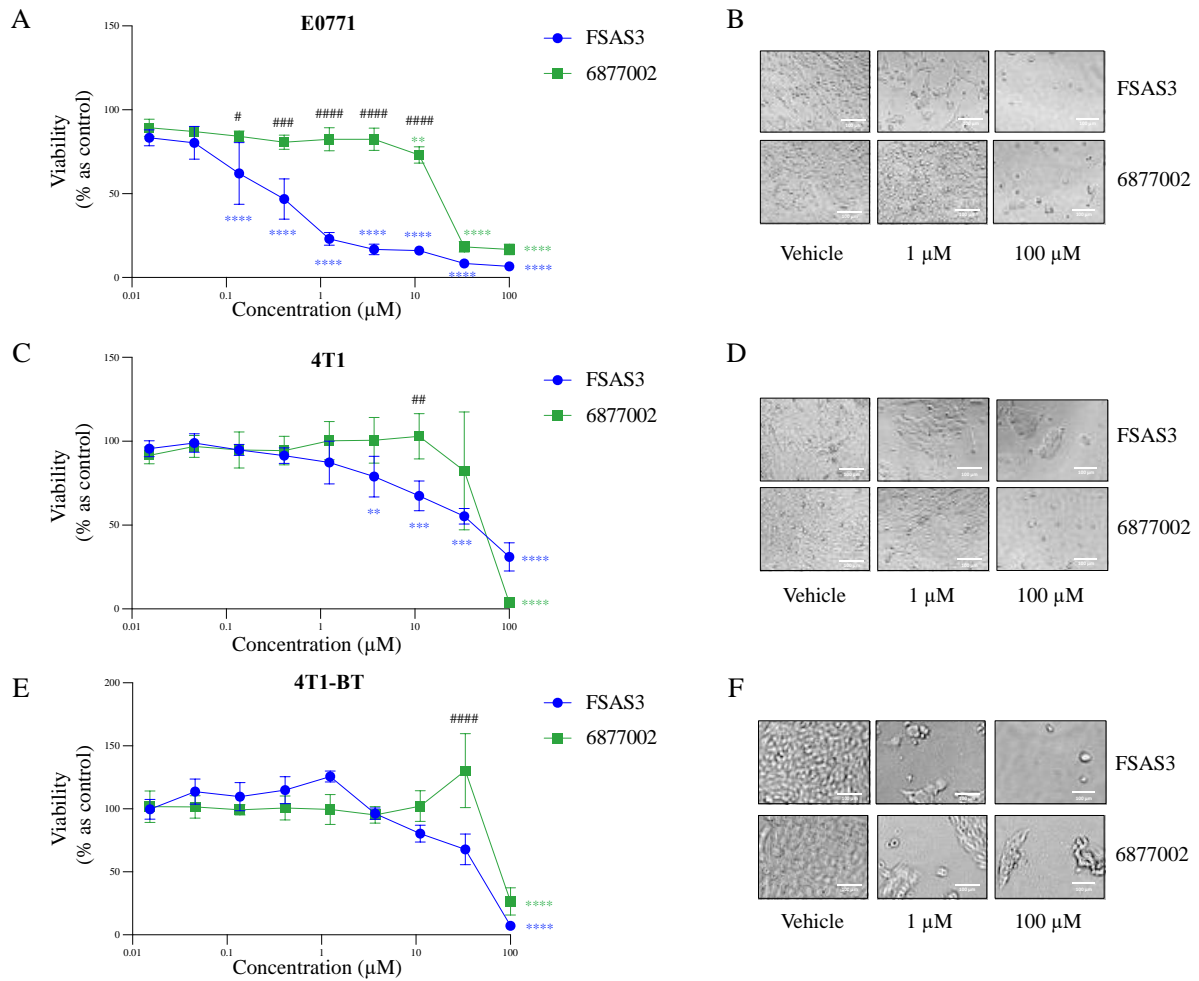 A
E0771
FSAS3
6877002
150
100
50
0
Viability
(% as control)
#
###
####
####
####
**
****
****
****
****
****
****
****
****
****
0.01
0.1
1
10
100
Concentration (µM)
B
FSAS3
6877002
Vehicle
1 µM
100 µM
C
4T1
FSAS3
6877002
150
100
50
0
Viability
(% as control)
##
**
***
***
****
****
0.01
0.1
1
10
100
Concentration (µM)
D
FSAS3
6877002
Vehicle
1 µM
100 µM
E
4T1-BT
FSAS3
6877002
200
150
100
50
0
Viability
(% as control)
####
****
****
0.01
0.1
1
10
100
Concentration (µM)
F
FSAS3
6877002
Vehicle
1 µM
100 µM